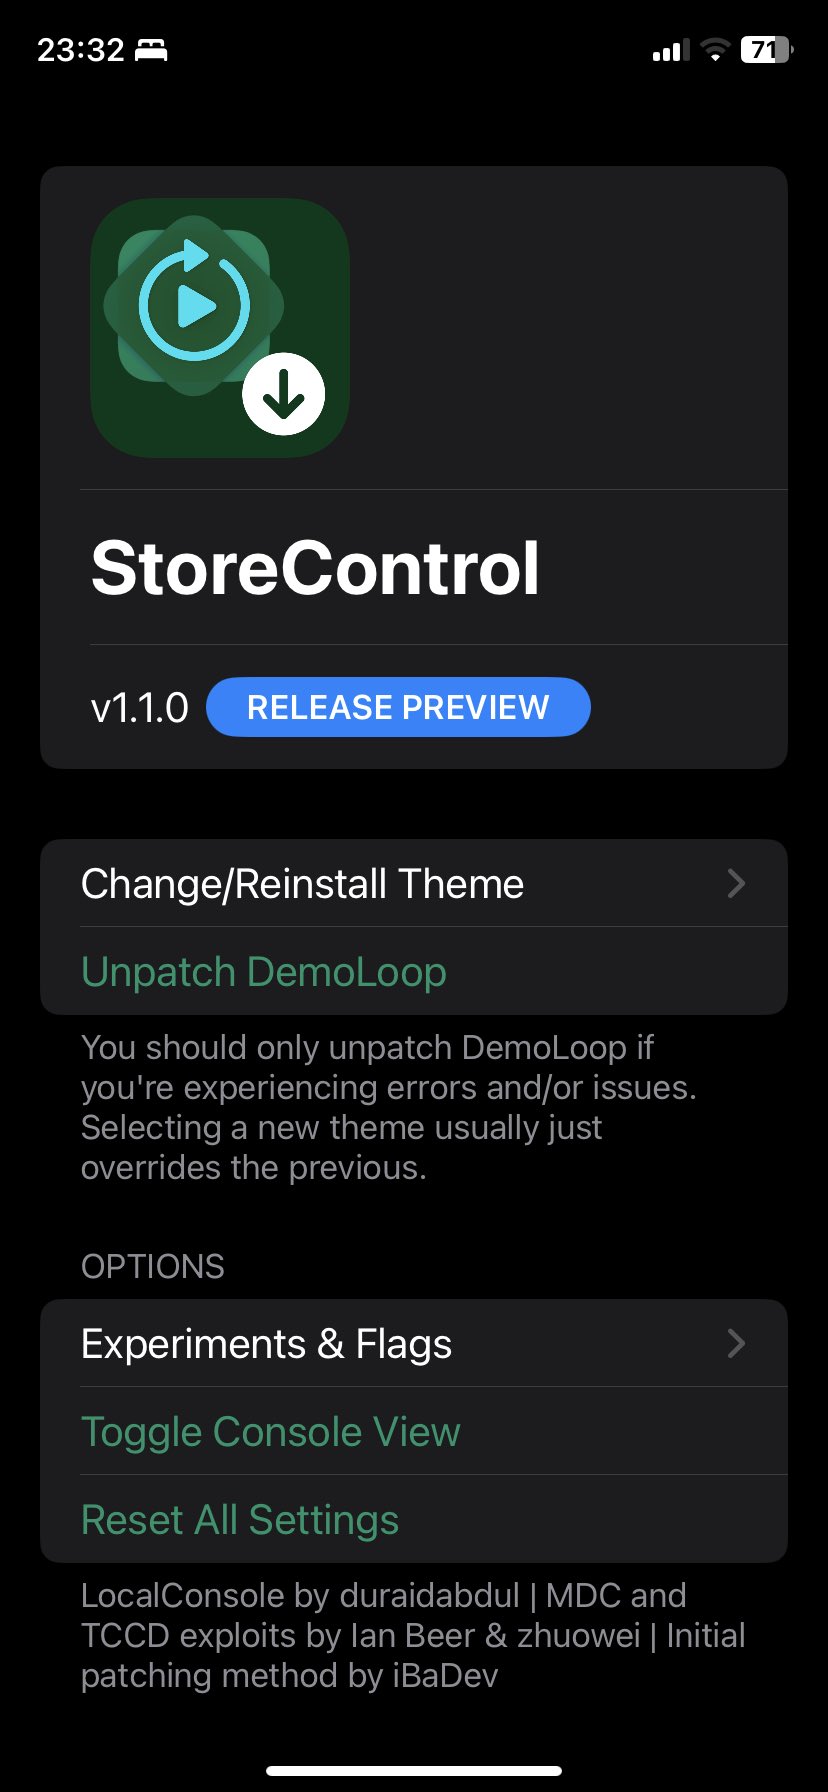 23:32
71
StoreControl
v1.1.0 RELEASE PREVIEW
Change/Reinstall Theme
Unpatch DemoLoop
You should only unpatch DemoLoop if
you're experiencing errors and/or issues.
Selecting a new theme usually just
overrides the previous.
OPTIONS
Experiments & Flags
Toggle Console View
Reset All Settings
LocalConsole by duraidabdul | MDC and
TCCD exploits by Ian Beer & zhuowei | Initial
patching method by iBaDev